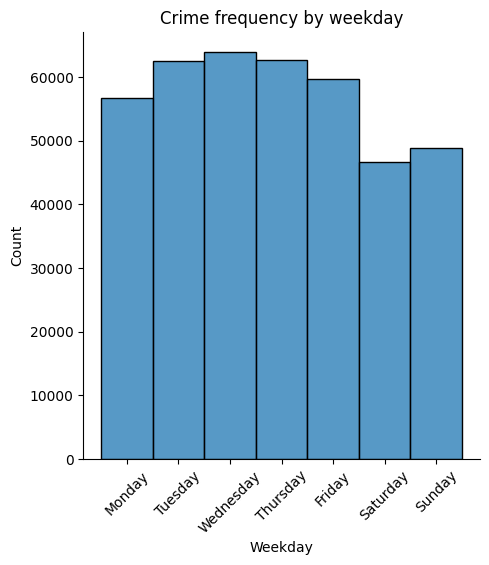 Crime frequency by weekday
60000
50000
40000
30000
20000
10000
0
Count
Monday
Tuesday
Wednesday
Thursday
Friday
Saturday
Sunday
Weekday